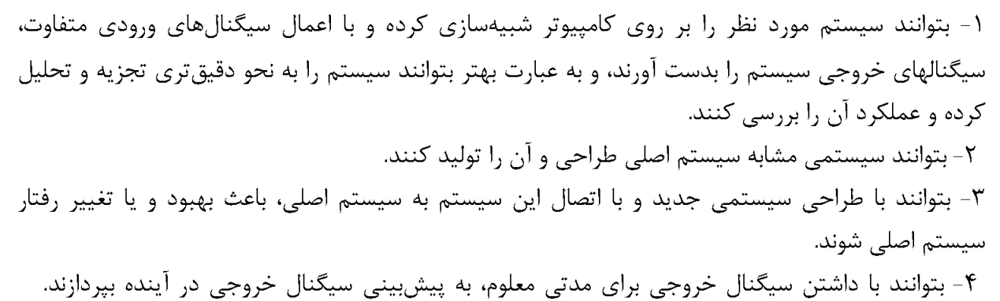 ۱- بتوانند سیستم مورد نظر را بر روی کامپیوتر شبیه‌سازی کرده و با اعمال سیگنال‌های ورودی متفاوت،
سیگنالهای خروجی سیستم را بدست آورند، و به عبارت بهتر بتوانند سیستم را به نحو دقیق‌تری تجزیه و تحلیل
کرده و عملکرد آن را بررسی کنند.
۲- بتوانند سیستمی مشابه سیستم اصلی طراحی و آن را تولید کنند.
۳- بتوانند با طراحی سیستمی جدید و با اتصال این سیستم به سیستم اصلی، باعث بهبود و یا تغییر رفتار
سیستم اصلی شوند.
۴- بتوانند با داشتن سیگنال خروجی برای مدتی معلوم، به پیش‌بینی سیگنال خروجی در آینده بپردازند.